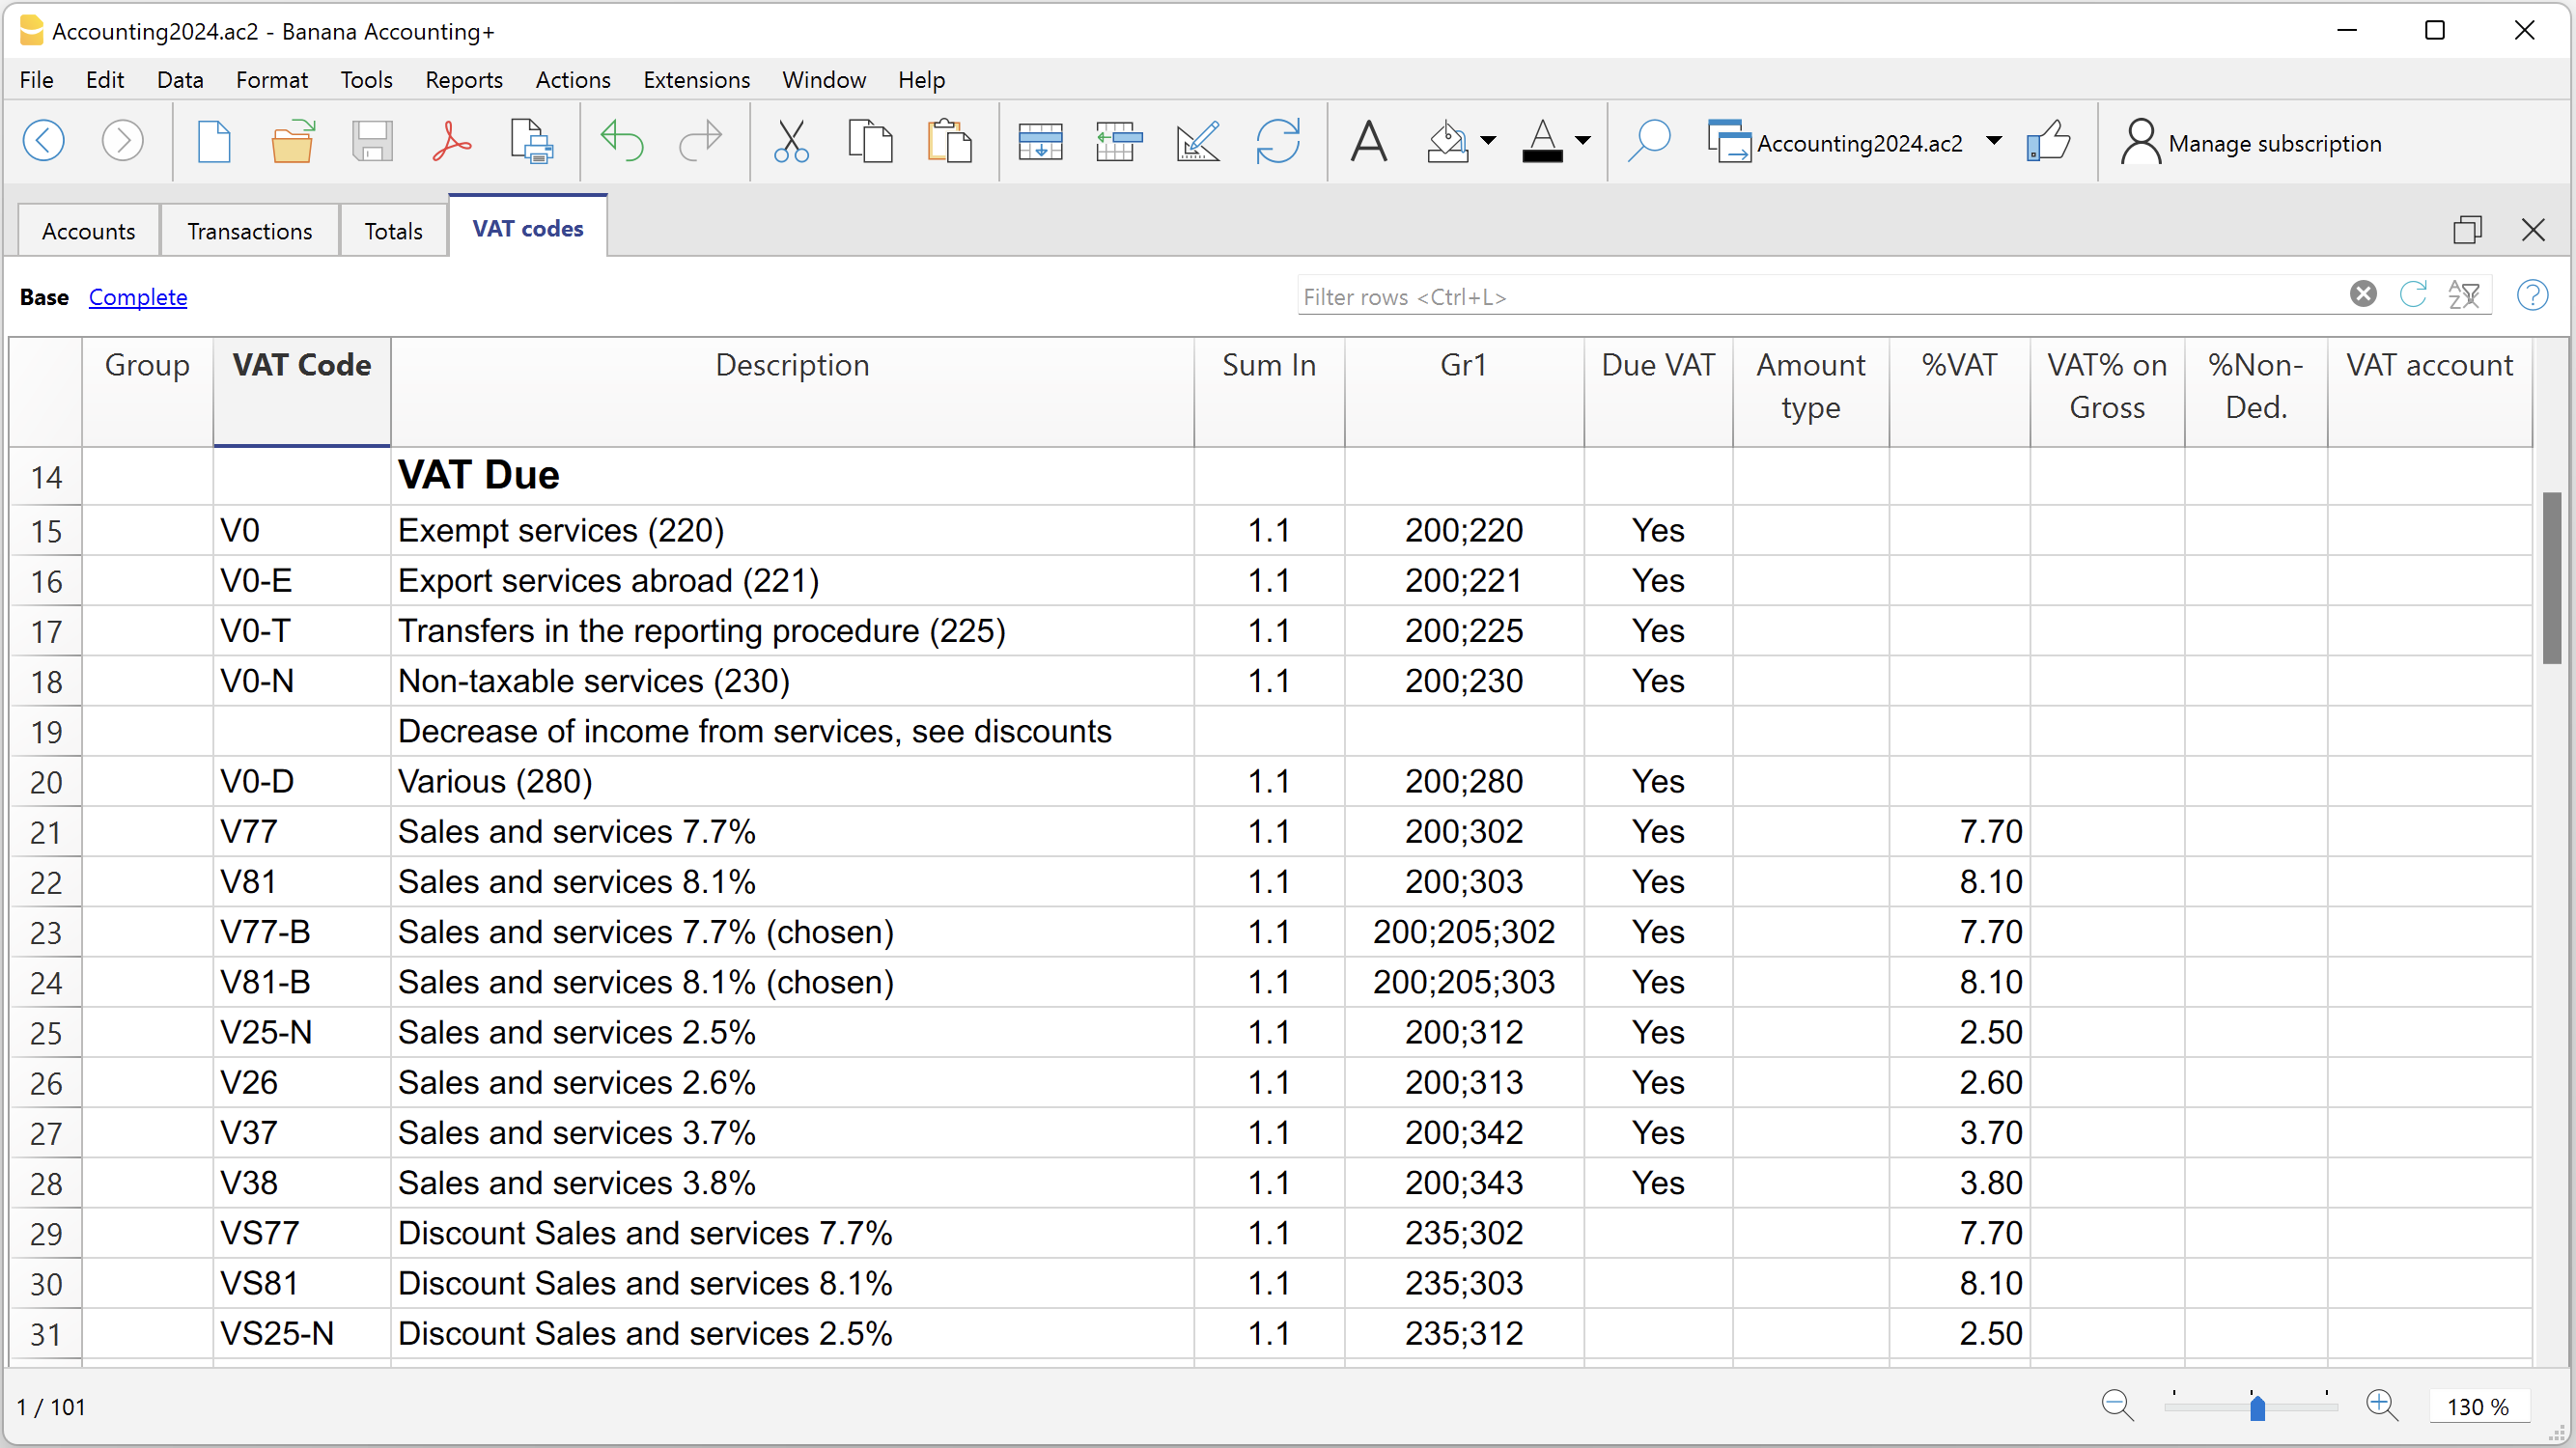 Accounting2024.ac2 - Banana Accounting+
File Edit Data Format Tools Reports Actions Extensions Window Help
A A Accounting2024.ac2 Manage subscription
Accounts Transactions Totals VAT codes
Base Complete Filter rows <Ctrl+L> AZ ?
Group VAT Code Description Sum In Gr1 Due VAT Amount type %VAT VAT% on Gross %Non-Ded. VAT account
14 VAT Due
15 V0 Exempt services (220) 1.1 200;220 Yes
16 V0-E Export services abroad (221) 1.1 200;221 Yes
17 V0-T Transfers in the reporting procedure (225) 1.1 200;225 Yes
18 V0-N Non-taxable services (230) 1.1 200;230 Yes
19 Decrease of income from services, see discounts
20 V0-D Various (280) 1.1 200;280 Yes
21 V77 Sales and services 7.7% 1.1 200;302 Yes 7.70
22 V81 Sales and services 8.1% 1.1 200;303 Yes 8.10
23 V77-B Sales and services 7.7% (chosen) 1.1 200;205;302 Yes 7.70
24 V81-B Sales and services 8.1% (chosen) 1.1 200;205;303 Yes 8.10
25 V25-N Sales and services 2.5% 1.1 200;312 Yes 2.50
26 V26 Sales and services 2.6% 1.1 200;313 Yes 2.60
27 V37 Sales and services 3.7% 1.1 200;342 Yes 3.70
28 V38 Sales and services 3.8% 1.1 200;343 Yes 3.80
29 VS77 Discount Sales and services 7.7% 1.1 235;302 7.70
30 VS81 Discount Sales and services 8.1% 1.1 235;303 8.10
31 VS25-N Discount Sales and services 2.5% 1.1 235;312 2.50
1 / 101 130 %